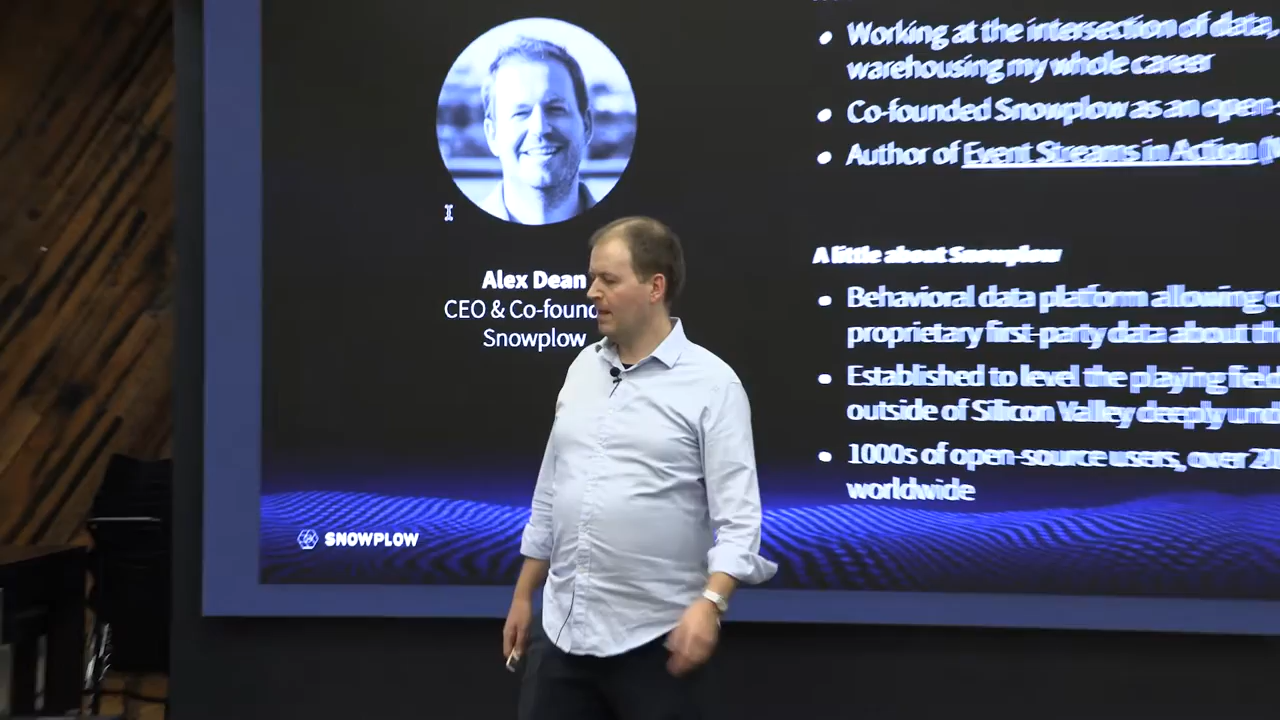 Working at the intersection of data,
warehousing my whole career
Co-founded Snowplow as an open-
Author of Event Streams in Action (
Alex Dean
CEO & Co-found
Snowplow
A little about Snowplow
Behavioral data platform allowing
proprietary first-party data about
Established to level the playing field
outside of Silicon Valley deeply
1000s of open-source users, over
worldwide
SNOWPLOW